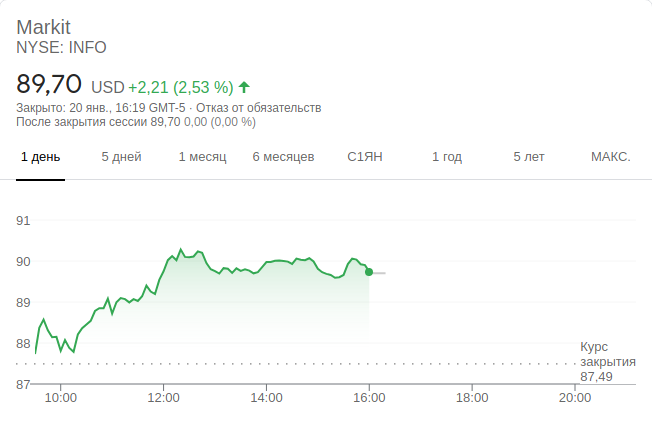 Markit
NYSE: INFO
89,70 USD +2,21 (2,53 %)
Закрыто: 20 янв., 16:19 GMT-5 · Отказ от обязательств
После закрытия сессии 89,70 0,00 (0,00 %)
1 день 5 дней 1 месяц 6 месяцев С1ЯН 1 год 5 лет МАКС.
91
90
89
88
Курс
закрытия
87,49
87
10:00 12:00 14:00 16:00 18:00 20:00